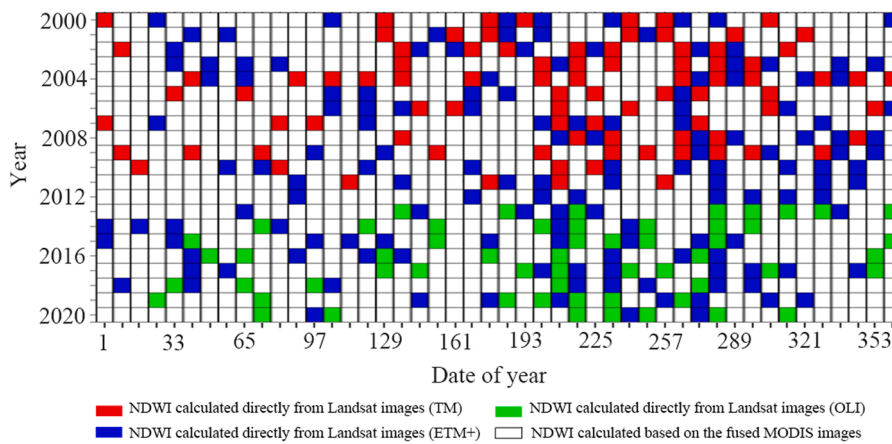 2000
2004
2008
2012
2016
2020
Year
1 33 65 97 129 161 193 225 257 289 321 353
Date of year
NDWI calculated directly from Landsat images (TM)
NDWI calculated directly from Landsat images (OLI)
NDWI calculated directly from Landsat images (ETM+)
NDWI calculated based on the fused MODIS images